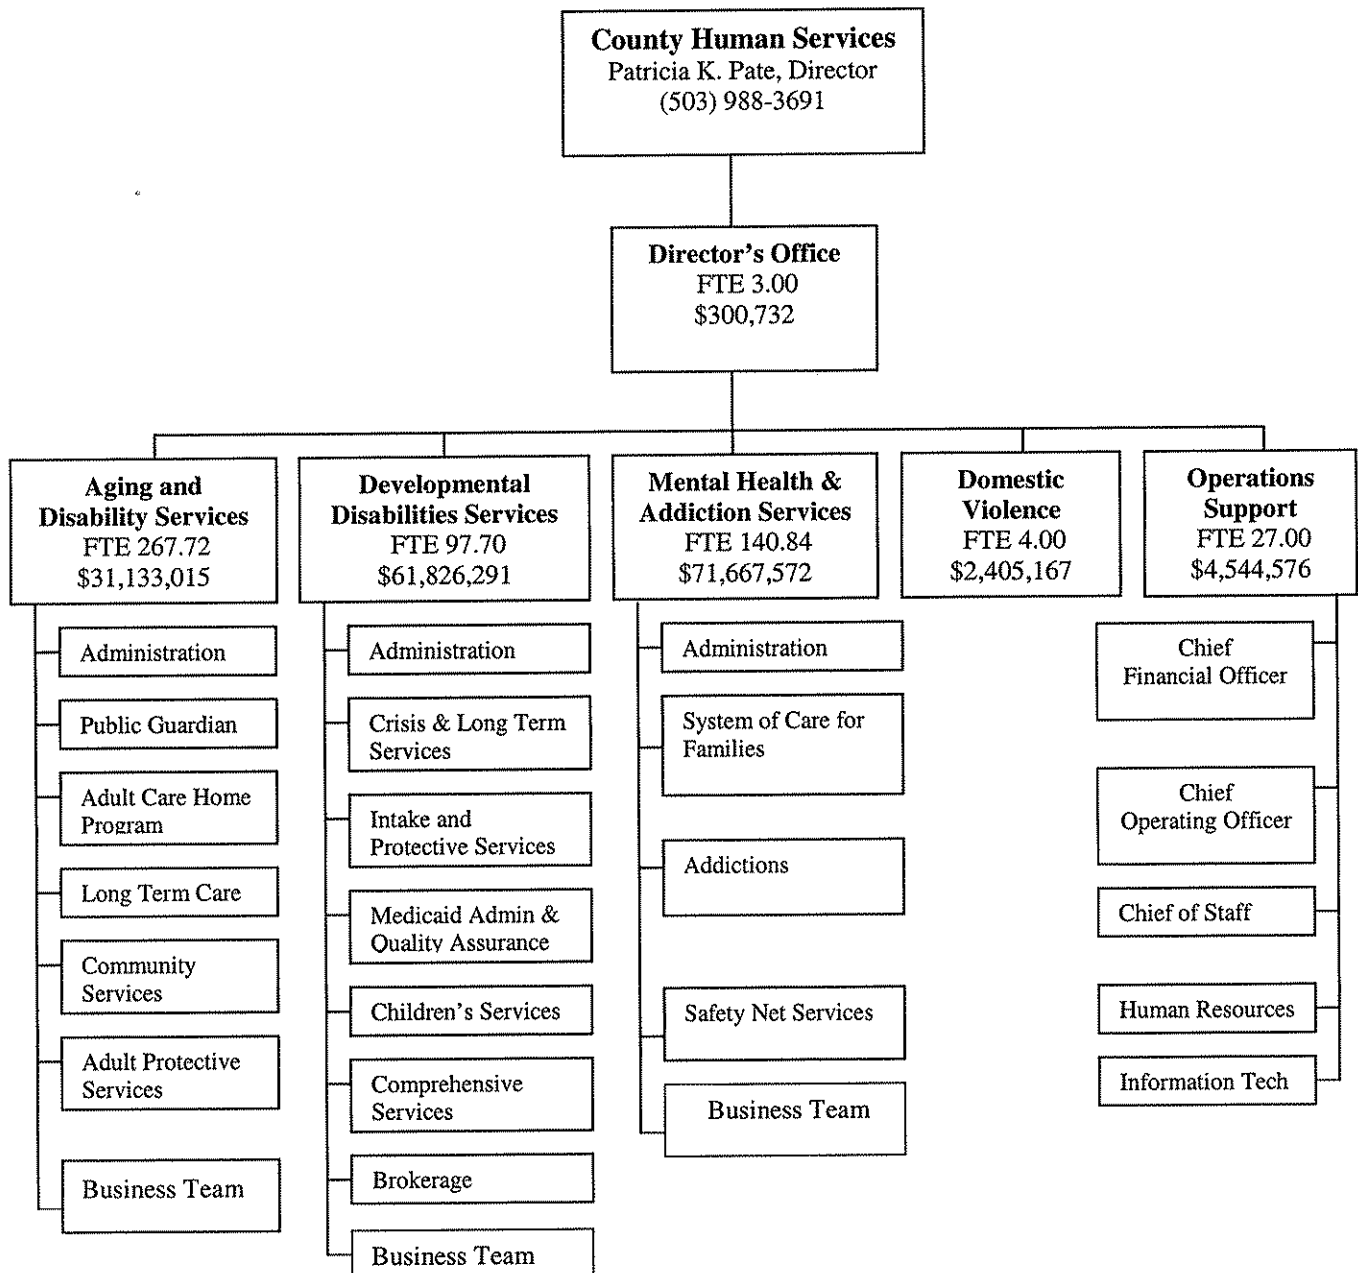 County Human Services
Patricia K. Pate, Director
(503) 988-3691
Director's Office
FTE 3.00
$300,732
Aging and
Disability Services
FTE 267.72
$31,133,015
Developmental
Disabilities Services
FTE 97.70
$61,826,291
Mental Health &
Addiction Services
FTE 140.84
$71,667,572
Domestic
Violence
FTE 4.00
$2,405,167
Operations
Support
FTE 27.00
$4,544,576
Administration
Public Guardian
Adult Care Home
Program
Long Term Care
Community
Services
Adult Protective
Services
Business Team
Administration
Crisis & Long Term
Services
Intake and
Protective Services
Medicaid Admin &
Quality Assurance
Children's Services
Comprehensive
Services
Brokerage
Business Team
Administration
System of Care for
Families
Addictions
Safety Net Services
Business Team
Chief
Financial Officer
Chief
Operating Officer
Chief of Staff
Human Resources
Information Tech